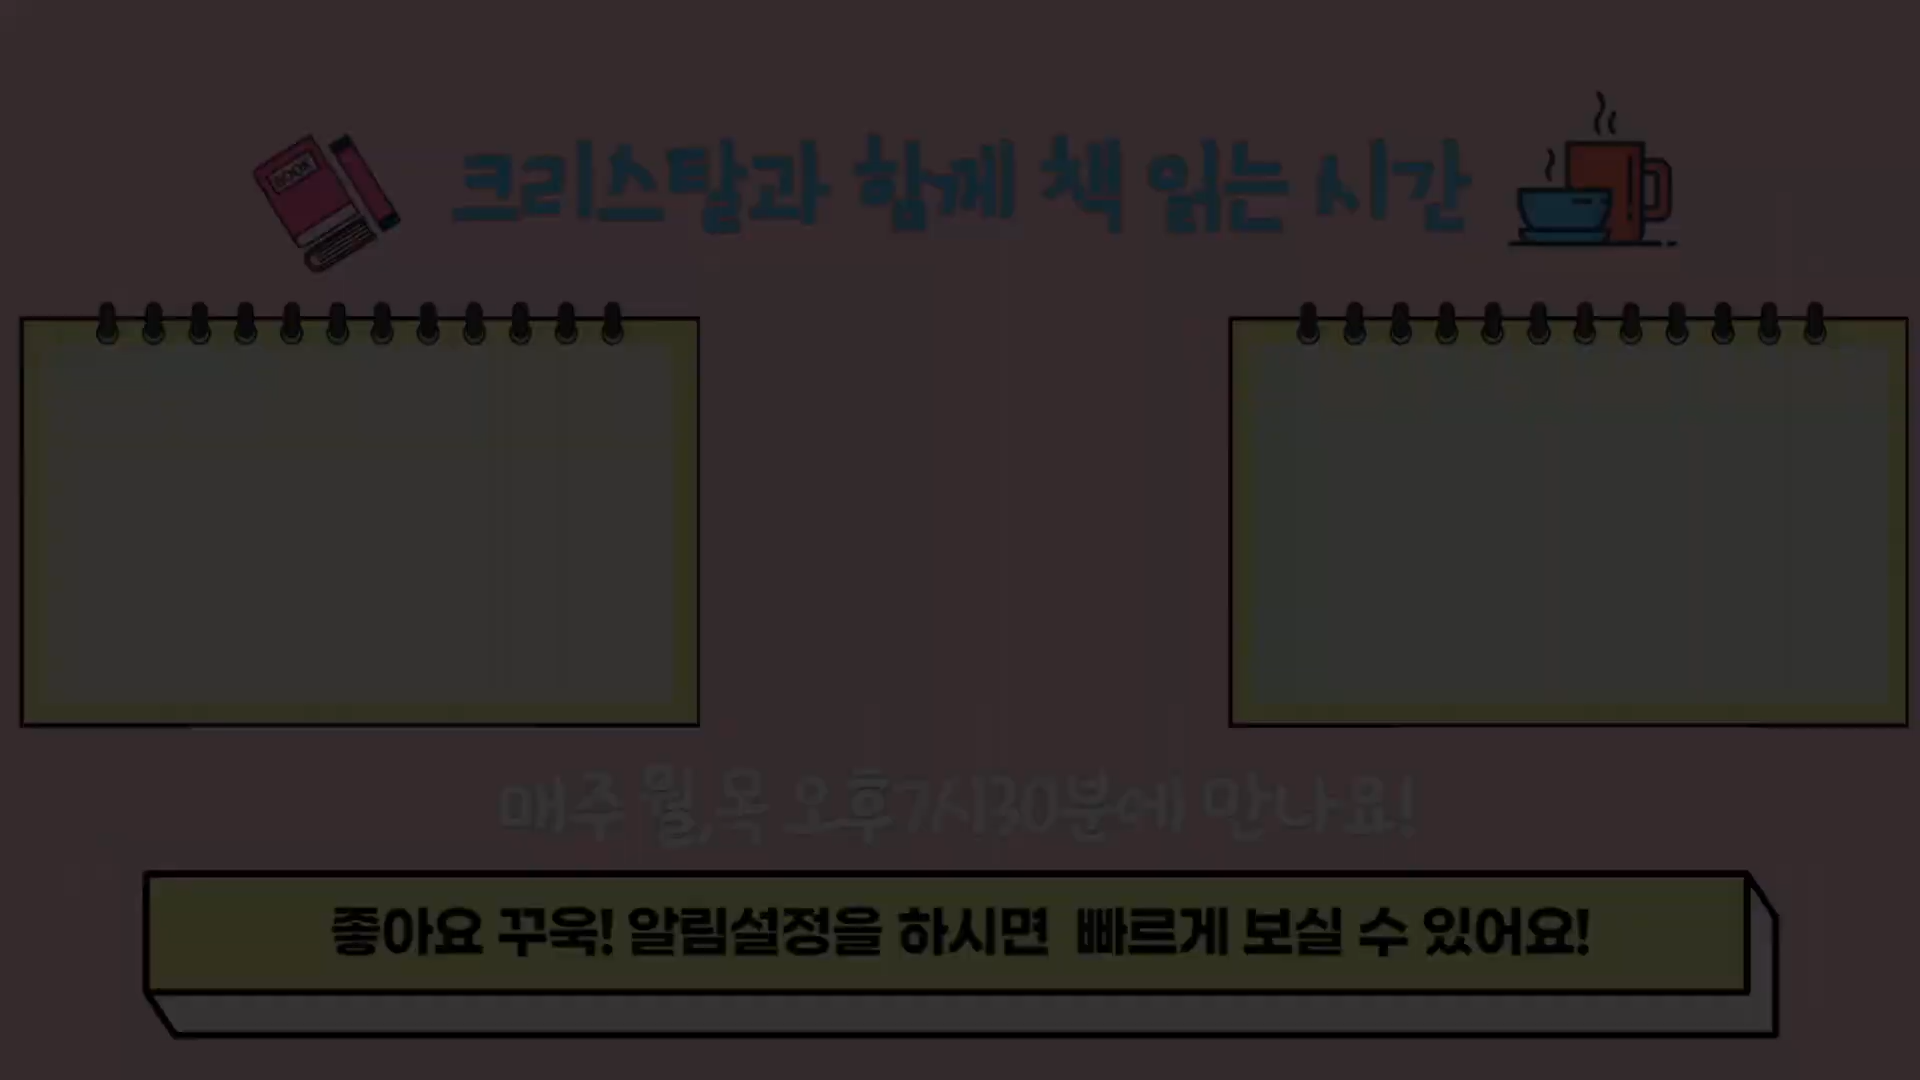 BOOK
크리스탈과 함께 책 읽는 시간
매주 월,목 오후7시30분에 만나요!
좋아요 꾸욱! 알림설정을 하시면 빠르게 보실 수 있어요!